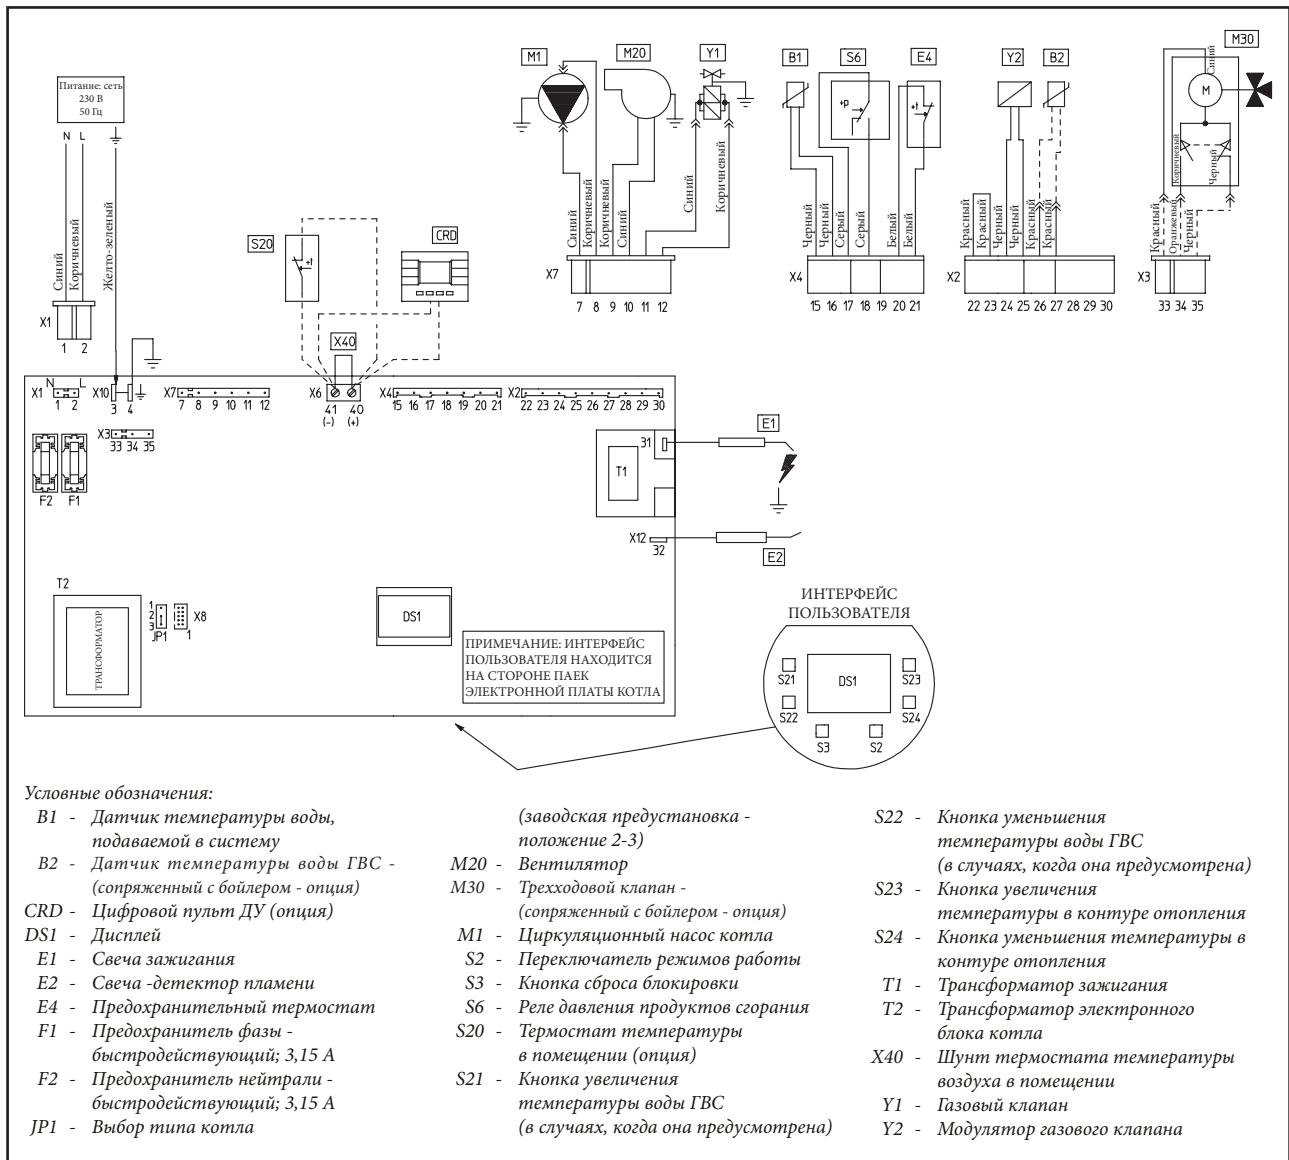 M1
M20
Y1
B1
S6
E4
Y2
B2
M30
Питание: сеть
230 В
50 Гц
N L
Синий
Коричневый
Желто-зеленый
X1
1 2
S20
+t
CRD
X40
Синий
Коричневый
Коричневый
Синий
Синий
Коричневый
X7
7 8 9 10 11 12
+p
+t
Черный
Черный
Серый
Серый
Белый
Белый
X4
15 16 17 18 19 20 21
Красный
Красный
Черный
Черный
Красный
Красный
X2
22 23 24 25 26 27 28 29 30
Синий
M
Коричневый
Черный
Красный
Оранжевый
Черный
X3
33 34 35
X1
N L
1 2
X10
3 4
X7
7 8 9 10 11 12
X6
41 40
(-) (+)
X4
15 16 17 18 19 20 21
X2
22 23 24 25 26 27 28 29 30
X3
33 34 35
F2 F1
31
T1
E1
X12
32
E2
T2
ТРАНСФОРМАТОР
1
2
3
JP1
X8
1
DS1
ПРИМЕЧАНИЕ: ИНТЕРФЕЙС
ПОЛЬЗОВАТЕЛЯ НАХОДИТСЯ
НА СТОРОНЕ ПАЕК
ЭЛЕКТРОННОЙ ПЛАТЫ КОТЛА
ИНТЕРФЕЙС
ПОЛЬЗОВАТЕЛЯ
S21
S22
DS1
S23
S24
S3
S2
Условные обозначения:
B1 - Датчик температуры воды,
подаваемой в систему
B2 - Датчик температуры воды ГВС -
(сопряженный с бойлером - опция)
CRD - Цифровой пульт ДУ (опция)
DS1 - Дисплей
E1 - Свеча зажигания
E2 - Свеча -детектор пламени
E4 - Предохранительный термостат
F1 - Предохранитель фазы -
быстродействующий; 3,15 А
F2 - Предохранитель нейтрали -
быстродействующий; 3,15 А
JP1 - Выбор типа котла
(заводская предустановка -
положение 2-3)
M20 - Вентилятор
M30 - Трехходовой клапан -
(сопряженный с бойлером - опция)
M1 - Циркуляционный насос котла
S2 - Переключатель режимов работы
S3 - Кнопка сброса блокировки
S6 - Реле давления продуктов сгорания
S20 - Термостат температуры
в помещении (опция)
S21 - Кнопка увеличения
температуры воды ГВС
(в случаях, когда она предусмотрена)
S22 - Кнопка уменьшения
температуры воды ГВС
(в случаях, когда она предусмотрена)
S23 - Кнопка увеличения
температуры в контуре отопления
S24 - Кнопка уменьшения температуры в
контуре отопления
T1 - Трансформатор зажигания
T2 - Трансформатор электронного
блока котла
X40 - Шунт термостата температуры
воздуха в помещении
Y1 - Газовый клапан
Y2 - Модулятор газового клапана